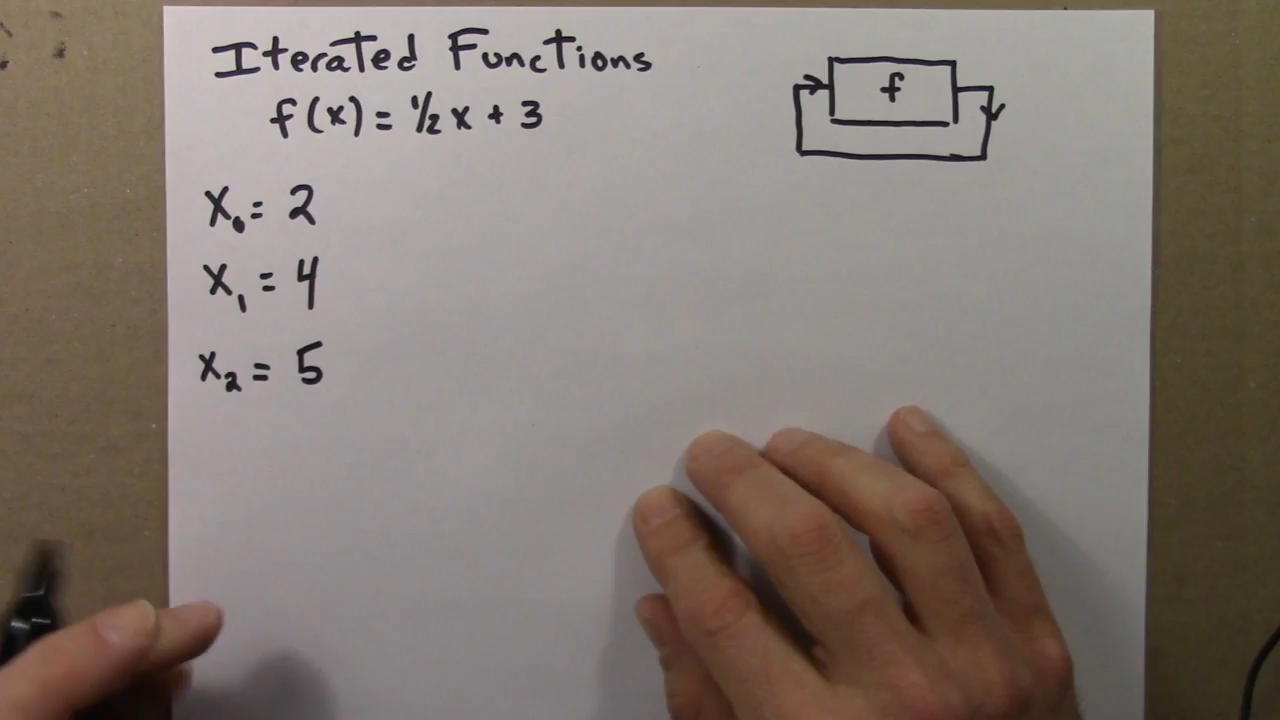 Iterated Functions
f(x) = ½x + 3
f
x₀ = 2
x₁ = 4
x₂ = 5